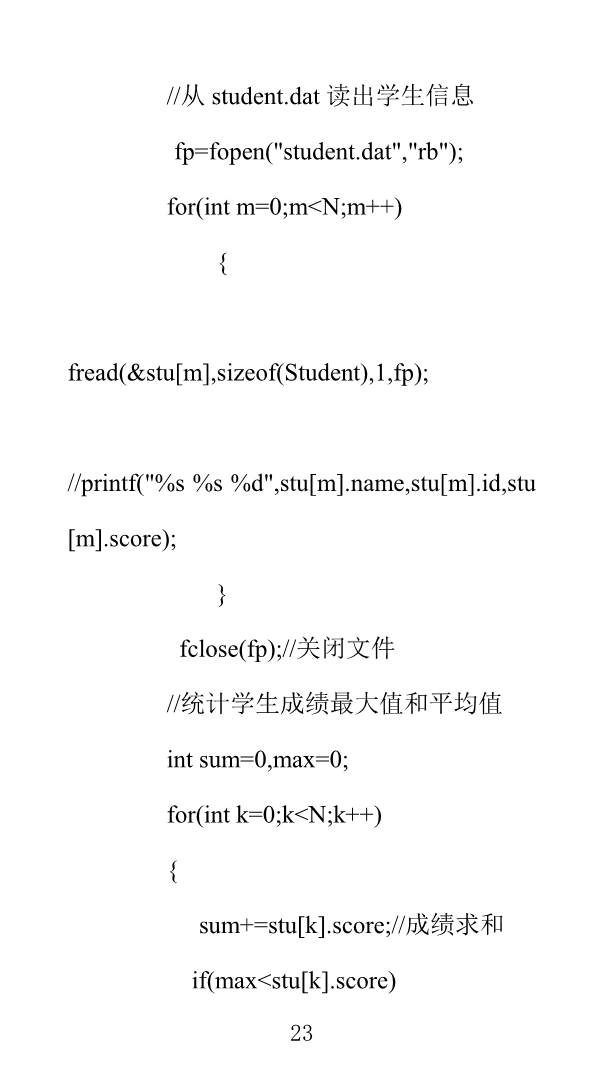 //从 student.dat 读出学生信息
fp=fopen("student.dat","rb");
for(int m=0;m<N;m++)
{
fread(&stu[m],sizeof(Student),1,fp);
//printf("%s %s %d",stu[m].name,stu[m].id,stu
[m].score);
}
fclose(fp);//关闭文件
//统计学生成绩最大值和平均值
int sum=0,max=0;
for(int k=0;k<N;k++)
{
sum+=stu[k].score;//成绩求和
if(max<stu[k].score)
23